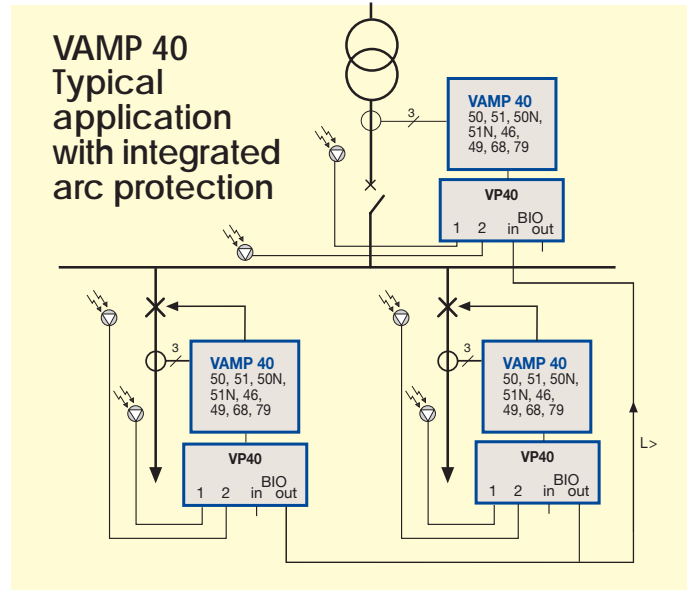 VAMP 40
Typical
application
with integrated
arc protection
3
VAMP 40
50, 51, 50N,
51N, 46,
49, 68, 79
VP40
BIO
1 2 in out
3
VAMP 40
50, 51, 50N,
51N, 46,
49, 68, 79
VP40
BIO
1 2 in out
3
VAMP 40
50, 51, 50N,
51N, 46,
49, 68, 79
VP40
BIO
1 2 in out
L>